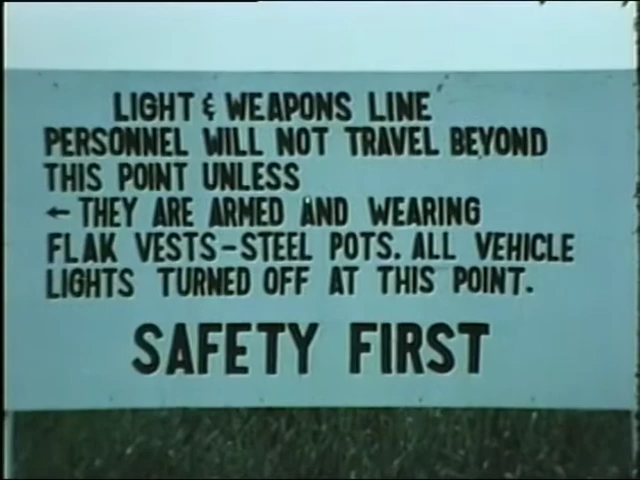 LIGHT & WEAPONS LINE
PERSONNEL WILL NOT TRAVEL BEYOND
THIS POINT UNLESS
← THEY ARE ARMED AND WEARING
FLAK VESTS-STEEL POTS. ALL VEHICLE
LIGHTS TURNED OFF AT THIS POINT.
SAFETY FIRST